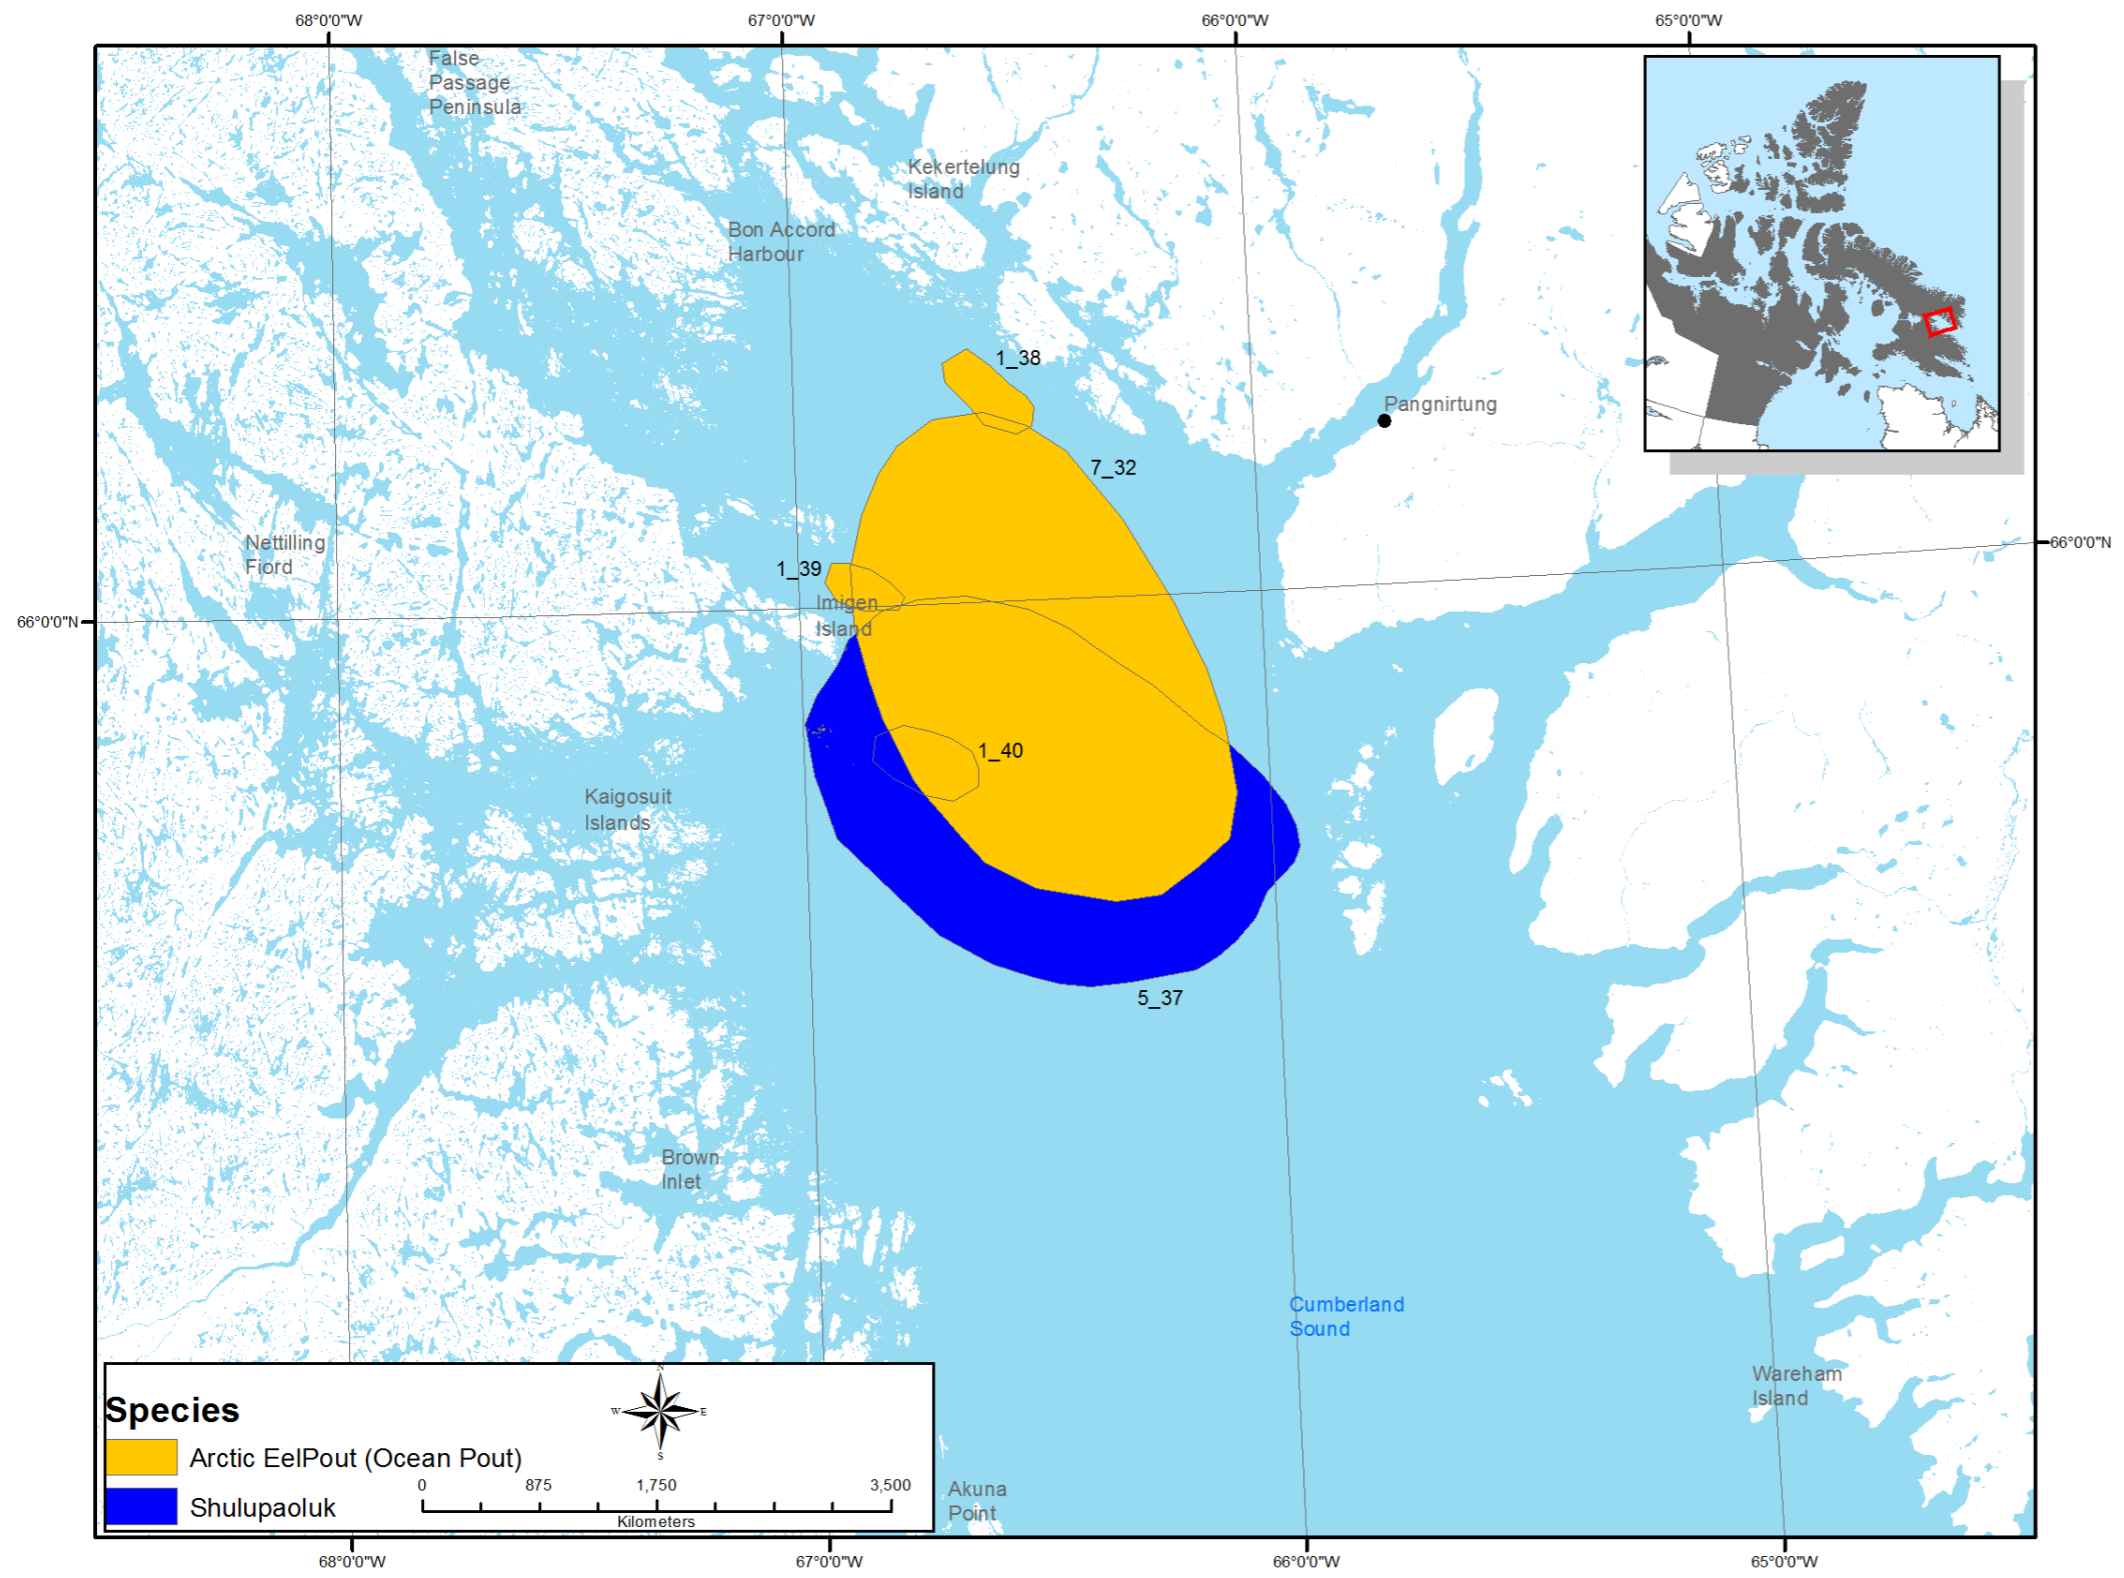 68°0'0"W
67°0'0"W
66°0'0"W
65°0'0"W
False
Passage
Peninsula
Kekertelung
Island
Bon Accord
Harbour
1_38
Pangnirtung
7_32
Nettilling
Fiord
66°0'0"N
1_39
Imigen
Island
66°0'0"N
1_40
Kaigosuit
Islands
5_37
Brown
Inlet
Cumberland
Sound
Wareham
Island
Akuna
Point
Species
N
W
E
S
Arctic EelPout (Ocean Pout)
Shulupaoluk
0
875
1,750
3,500
Kilometers
68°0'0"W
67°0'0"W
66°0'0"W
65°0'0"W